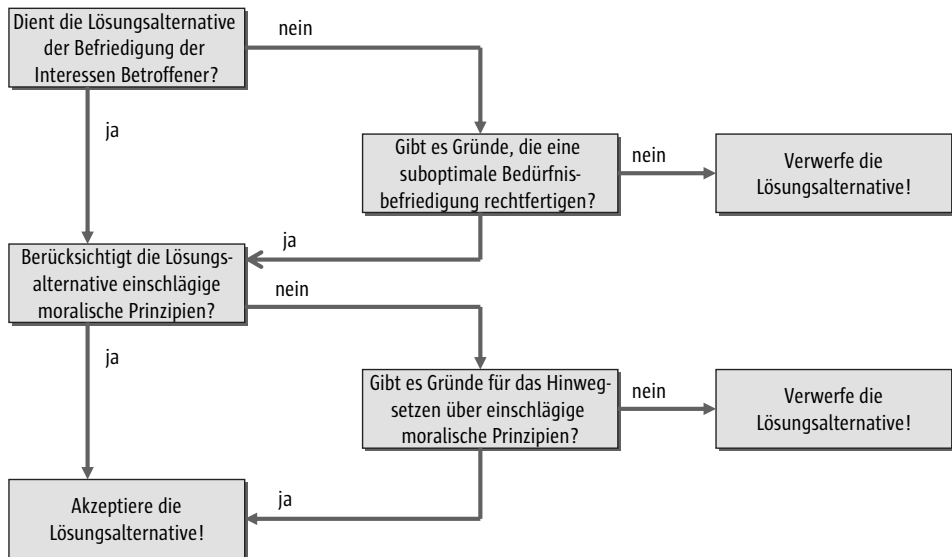 Dient die Lösungsalternative
der Befriedigung der
Interessen Betroffener?
nein
ja
Gibt es Gründe, die eine
suboptimale Bedürfnis-
befriedigung rechtfertigen?
nein
Verwerfe die
Lösungsalternative!
ja
Berücksichtigt die Lösungs-
alternative einschlägige
moralische Prinzipien?
nein
ja
Gibt es Gründe für das Hinweg-
setzen über einschlägige
moralische Prinzipien?
nein
Verwerfe die
Lösungsalternative!
ja
Akzeptiere die
Lösungsalternative!